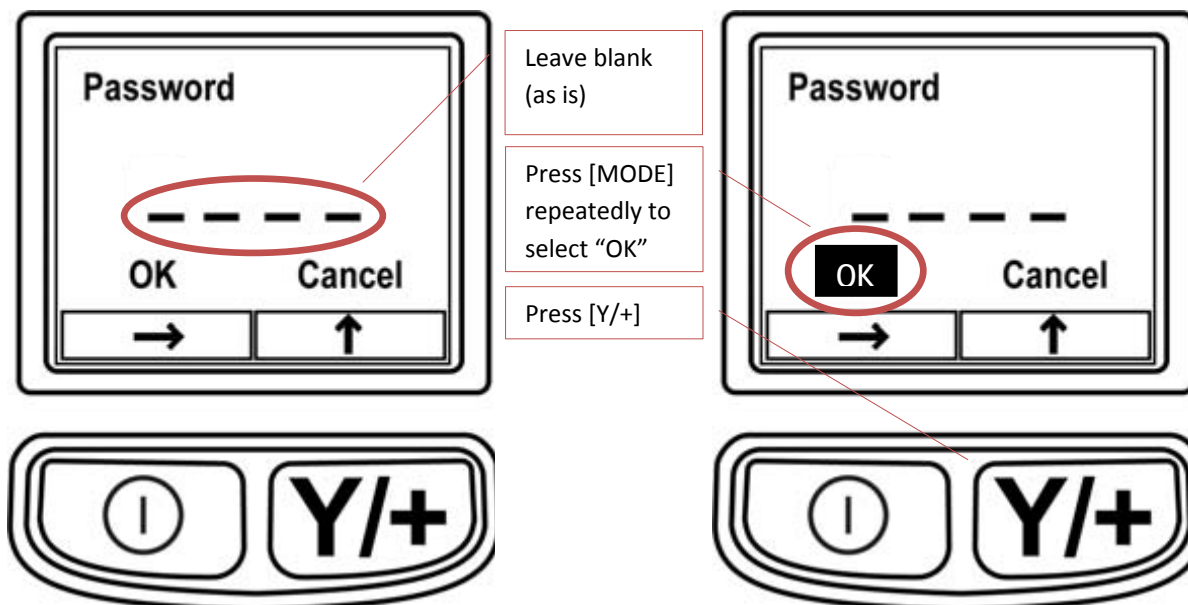 Password
– – – –
OK Cancel
→ ↑
Y/+
Leave blank
(as is)
Press [MODE]
repeatedly to
select “OK”
Press [Y/+]
Password
– – – –
OK Cancel
→ ↑
Y/+